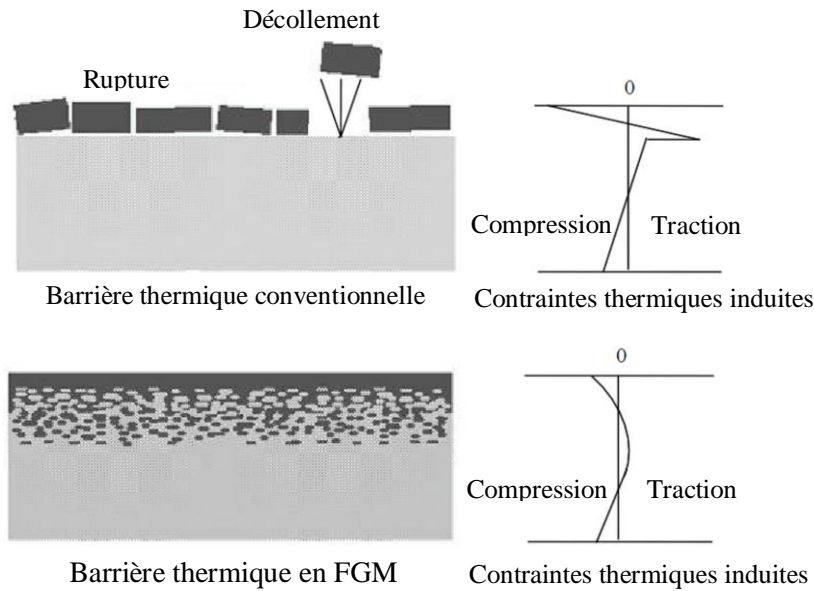 Décollement
Rupture
0
Compression Traction
Barrière thermique conventionnelle
Contraintes thermiques induites
0
Compression Traction
Barrière thermique en FGM
Contraintes thermiques induites